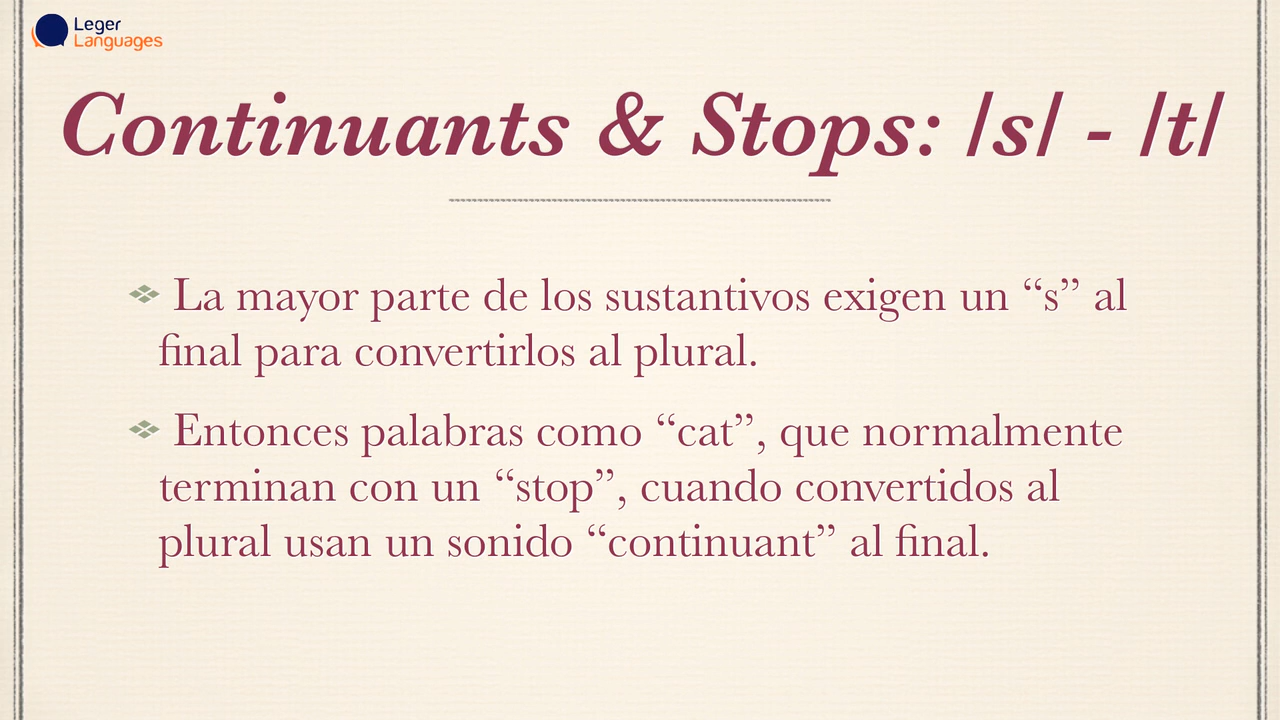 Leger
Languages
Continuants & Stops: /s/ - /t/
La mayor parte de los sustantivos exigen un “s” al
final para convertirlos al plural.
Entonces palabras como “cat”, que normalmente
terminan con un “stop”, cuando convertidos al
plural usan un sonido “continuant” al final.